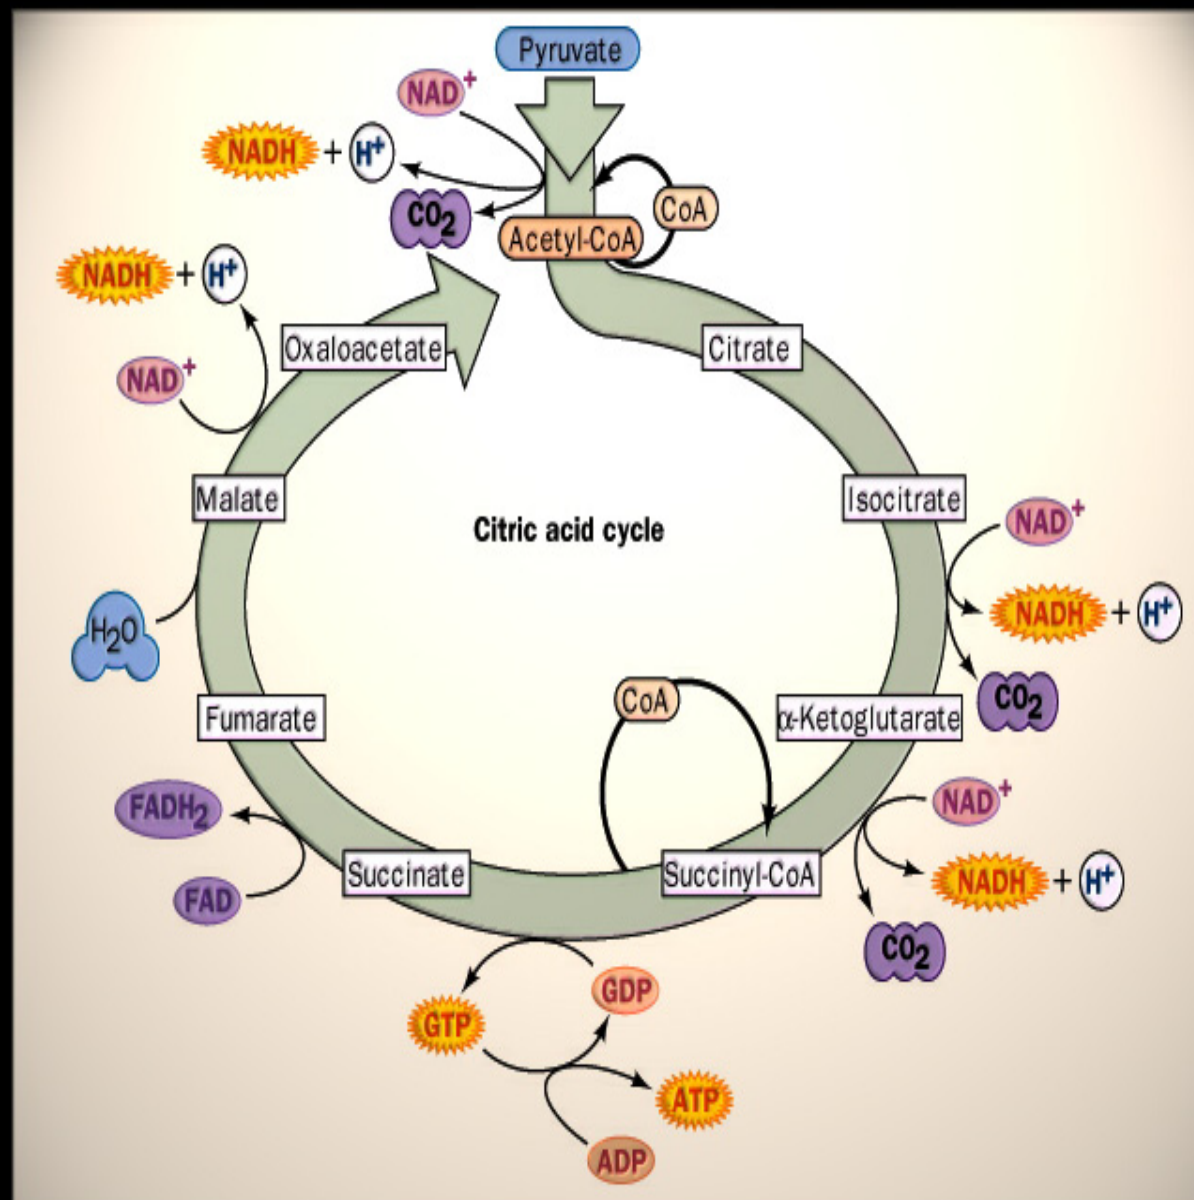 Pyruvate
NAD+
NADH + H+
CO2
CoA
Acetyl-CoA
NADH + H+
NAD+
Oxaloacetate
Citrate
Malate
Isocitrate
NAD+
Citric acid cycle
NADH + H+
H2O
CO2
CoA
Fumarate
α-Ketoglutarate
FADH2
NAD+
Succinate
Succinyl-CoA
NADH + H+
FAD
CO2
GDP
GTP
ATP
ADP